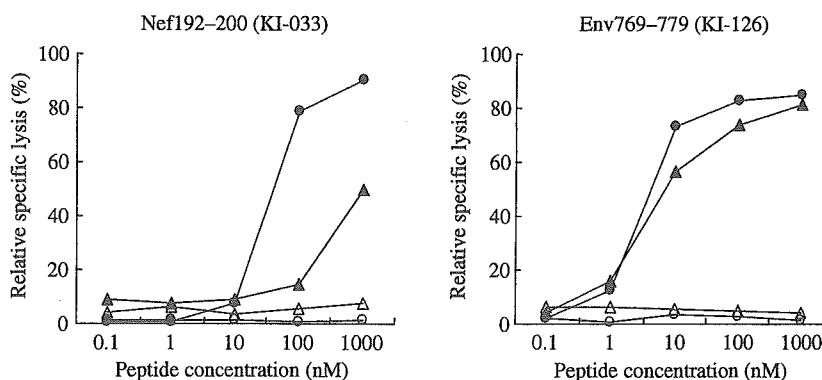 Nef192–200 (KI-033)
Relative specific lysis (%)
100
80
60
40
20
0
0.1 1 10 100 1000
Peptide concentration (nM)
Env769–779 (KI-126)
Relative specific lysis (%)
100
80
60
40
20
0
0.1 1 10 100 1000
Peptide concentration (nM)